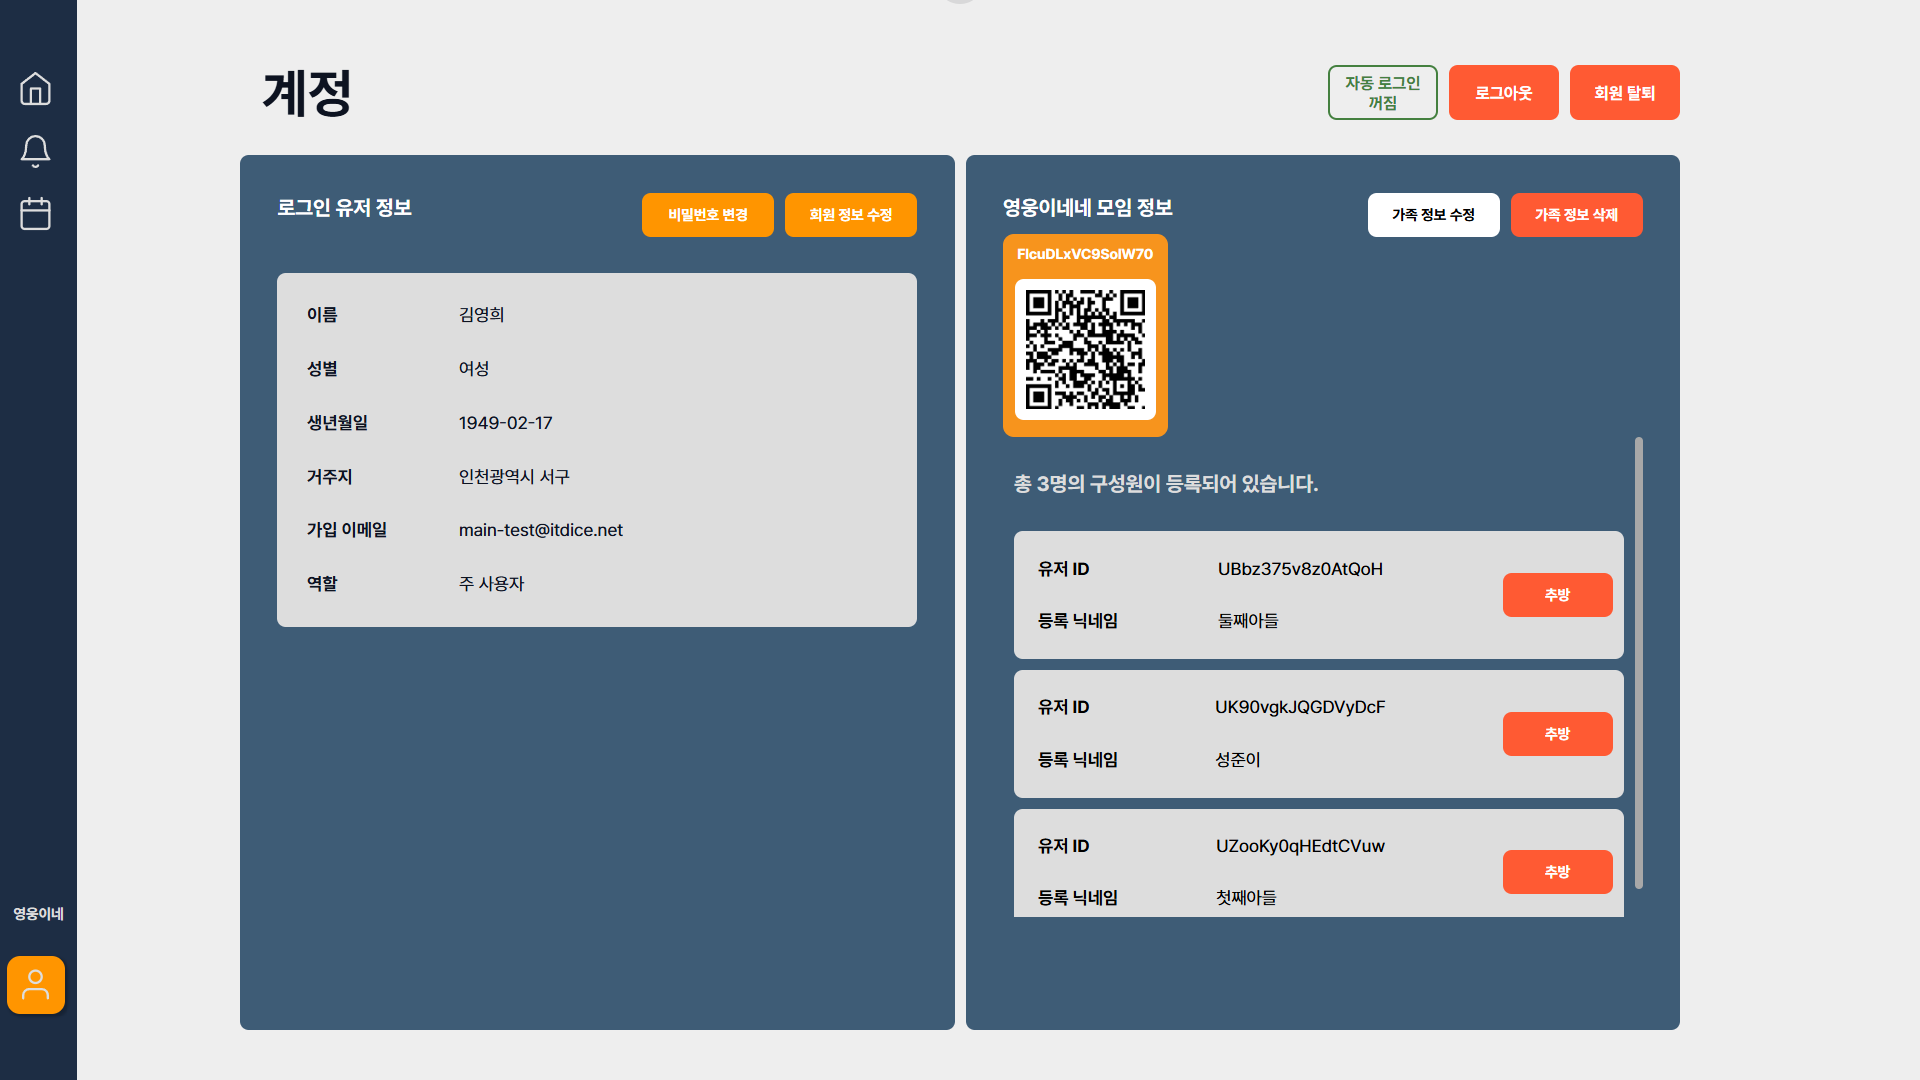 계정
자동 로그인
꺼짐
로그아웃
회원 탈퇴
로그인 유저 정보
비밀번호 변경
회원 정보 수정
이름 김영희
성별 여성
생년월일 1949-02-17
거주지 인천광역시 서구
가입 이메일 main-test@itdice.net
역할 주 사용자
영웅이네네 모임 정보
가족 정보 수정
가족 정보 삭제
FIcuDLxVC9SolW70
총 3명의 구성원이 등록되어 있습니다.
유저 ID UBbz375v8z0AtQoH
등록 닉네임 둘째아들
추방
유저 ID UK90vgkJQGDVyDcF
등록 닉네임 성준이
추방
유저 ID UZooKy0qHEdtCVuw
등록 닉네임 첫째아들
추방
영웅이네